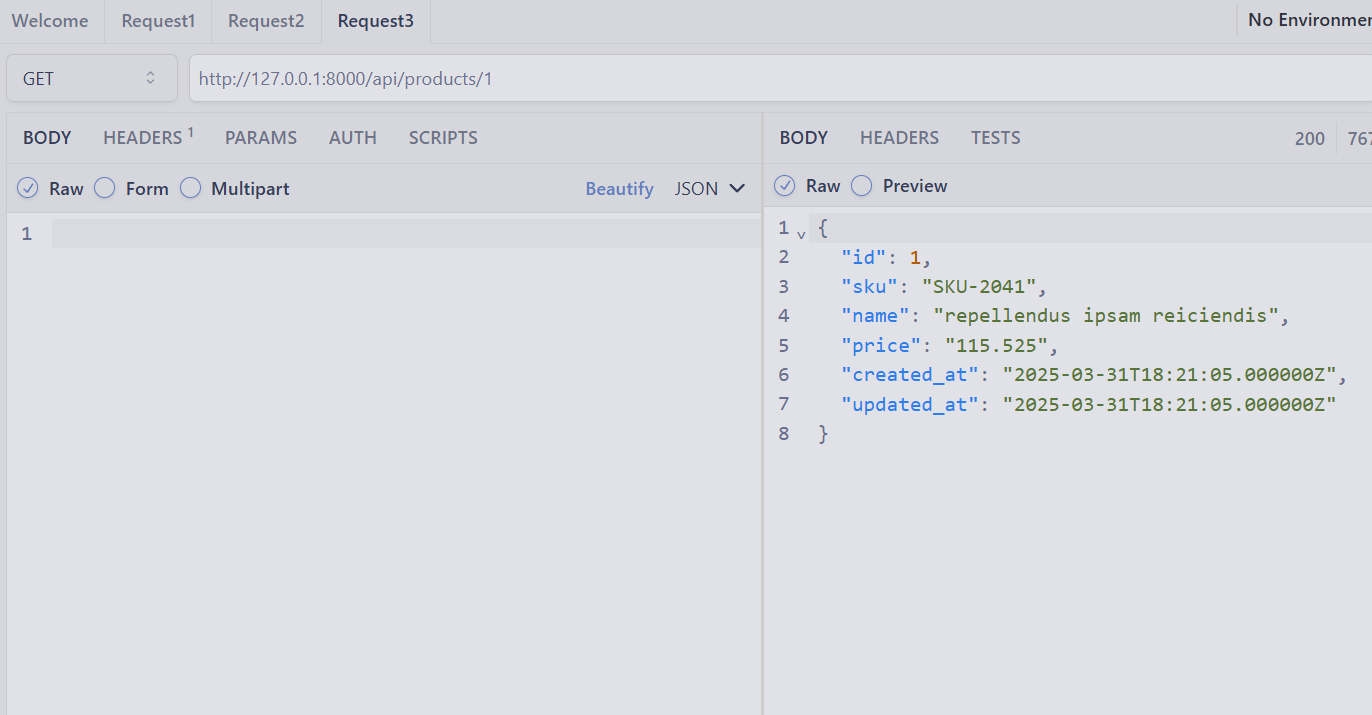 Welcome Request1 Request2 Request3 No Environmen
GET http://127.0.0.1:8000/api/products/1
BODY HEADERS 1 PARAMS AUTH SCRIPTS
Raw Form Multipart Beautify JSON
1
BODY HEADERS TESTS 200 767
Raw Preview
1 {
2 "id": 1,
3 "sku": "SKU-2041",
4 "name": "repellendus ipsam reiciendis",
5 "price": "115.525",
6 "created_at": "2025-03-31T18:21:05.000000Z",
7 "updated_at": "2025-03-31T18:21:05.000000Z"
8 }